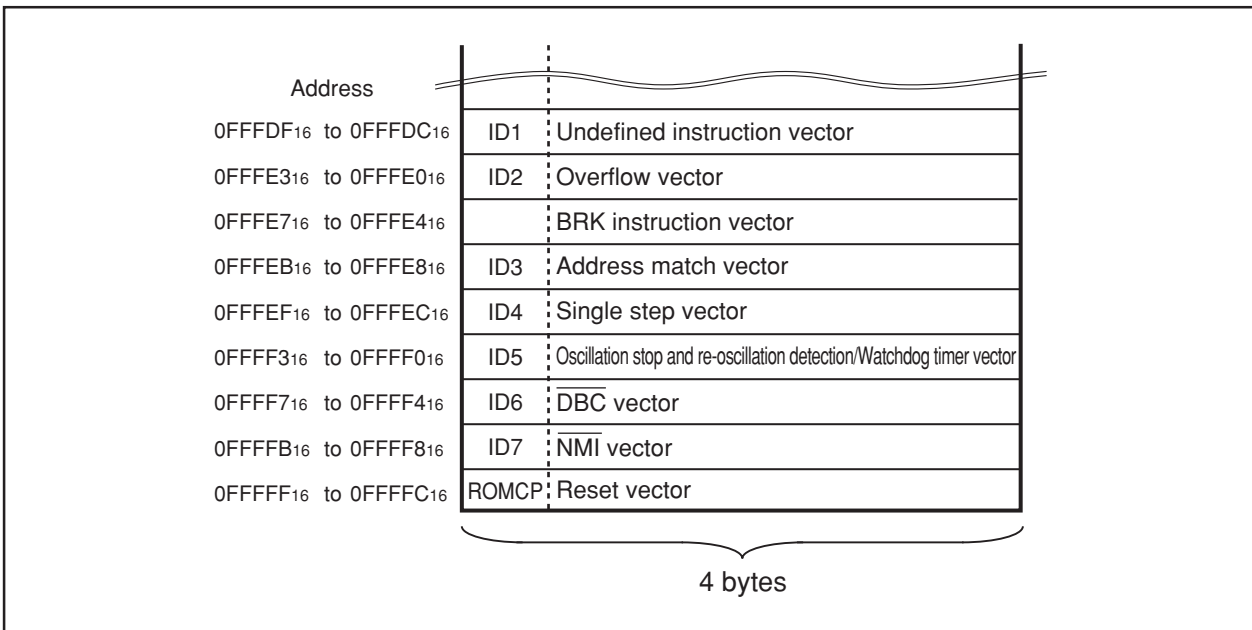 Address
0FFFDF16 to 0FFFDC16 ID1 Undefined instruction vector
0FFFE316 to 0FFFE016 ID2 Overflow vector
0FFFE716 to 0FFFE416 BRK instruction vector
0FFFEB16 to 0FFFE816 ID3 Address match vector
0FFFEF16 to 0FFFEC16 ID4 Single step vector
0FFFF316 to 0FFFF016 ID5 Oscillation stop and re-oscillation detection/Watchdog timer vector
0FFFF716 to 0FFFF416 ID6 D̅B̅C̅ vector
0FFFFB16 to 0FFFF816 ID7 N̅M̅I̅ vector
0FFFFF16 to 0FFFFC16 ROMCP Reset vector
4 bytes